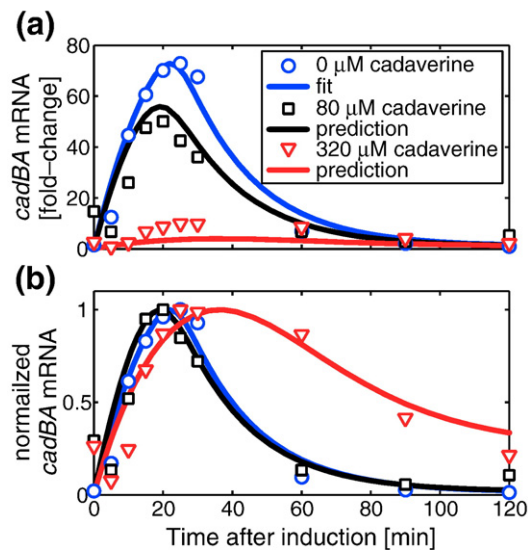 (a)
80
60
40
20
0
cadBA mRNA
[fold–change]
0 μM cadaverine
fit
80 μM cadaverine
prediction
320 μM cadaverine
prediction
(b)
1
0.5
0
normailzed
cadBA mRNA
0 20 40 60 80 100 120
Time after induction [min]